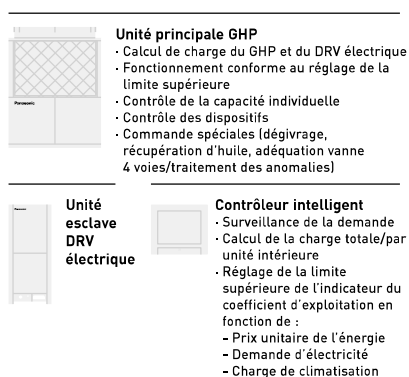 Unité principale GHP
· Calcul de charge du GHP et du DRV électrique
· Fonctionnement conforme au réglage de la
limite supérieure
· Contrôle de la capacité individuelle
· Contrôle des dispositifs
· Commande spéciales (dégivrage,
récupération d'huile, adéquation vanne
4 voies/traitement des anomalies)
Panasonic
Unité
esclave
DRV
électrique
Contrôleur intelligent
· Surveillance de la demande
· Calcul de la charge totale/par
unité intérieure
· Réglage de la limite
supérieure de l'indicateur du
coefficient d'exploitation en
fonction de :
– Prix unitaire de l'énergie
– Demande d'électricité
– Charge de climatisation